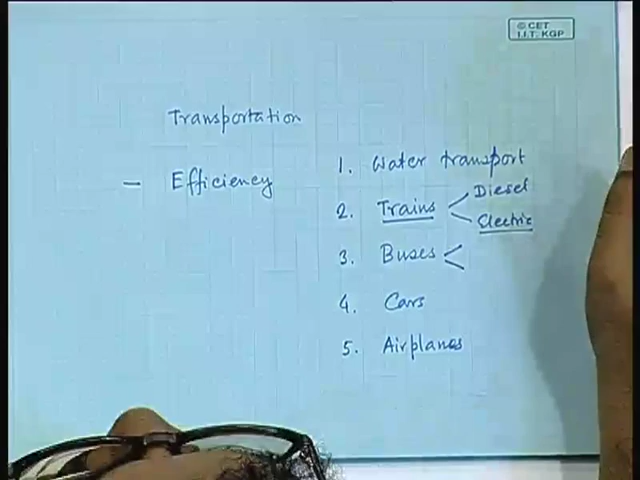 © CET
I.I.T. KGP
Transportation
— Efficiency
1. Water transport
2. Trains < Diesel
Electric
3. Buses <
4. Cars
5. Airplanes